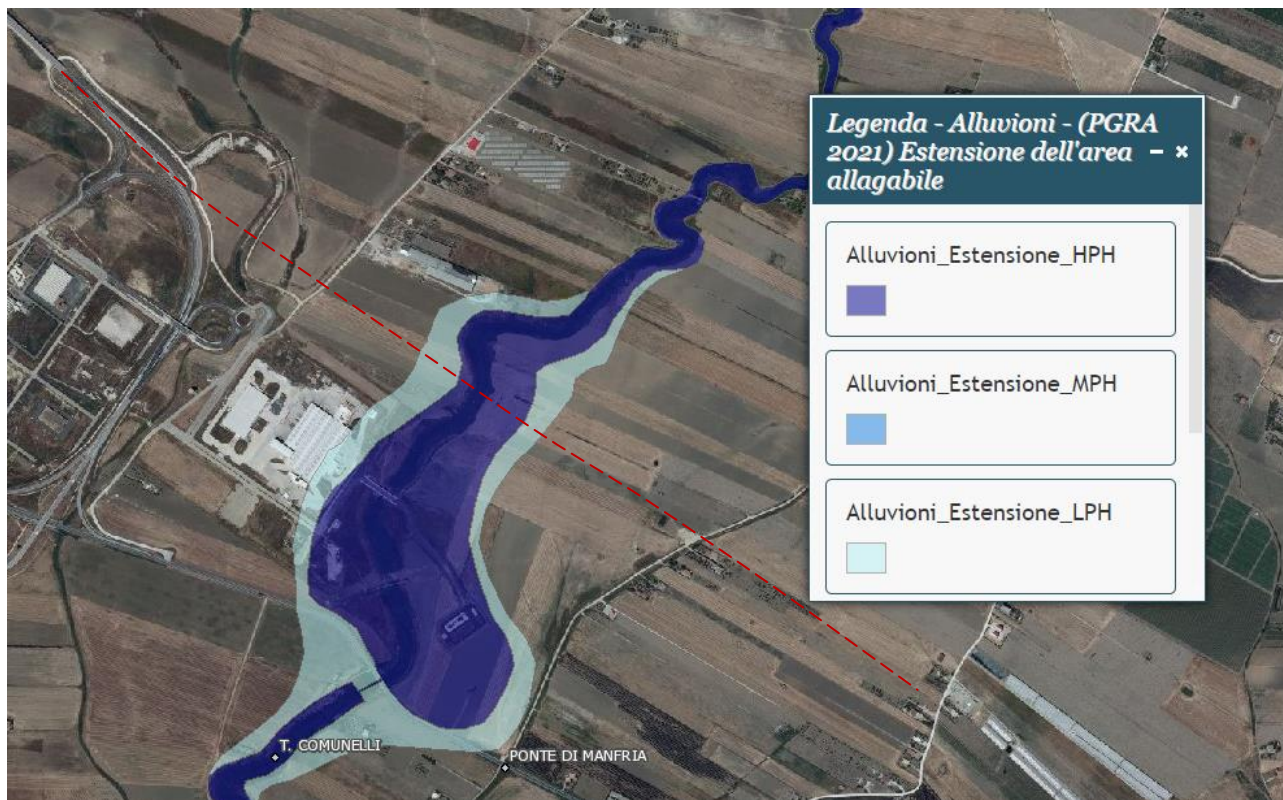 Legenda - Alluvioni - (PGRA
2021) Estensione dell'area
allagabile
Alluvioni_Estensione_HPH
Alluvioni_Estensione_MPH
Alluvioni_Estensione_LPH
T. COMUNELLI
PONTE DI MANFRIA